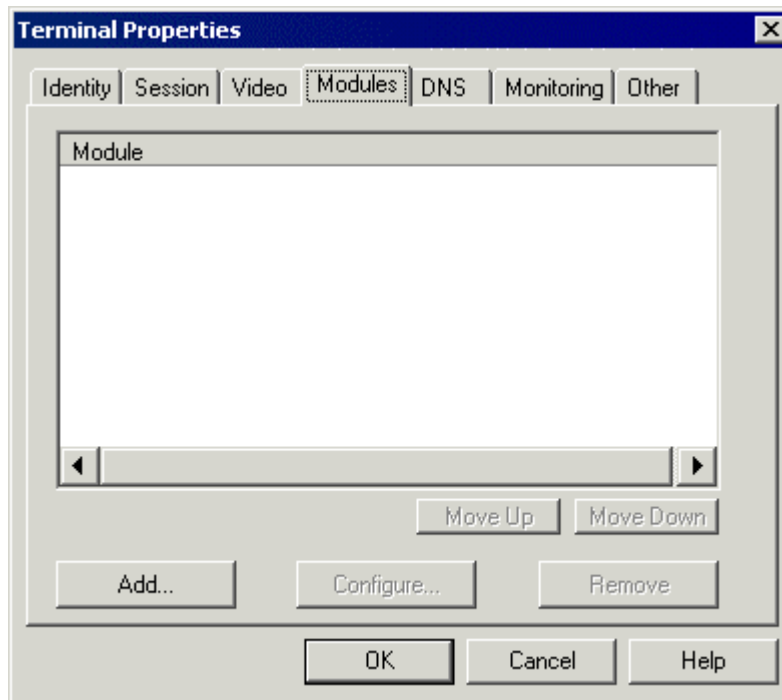 Terminal Properties
Identity Session Video Modules DNS Monitoring Other
Module
Move Up Move Down
Add... Configure... Remove
OK Cancel Help